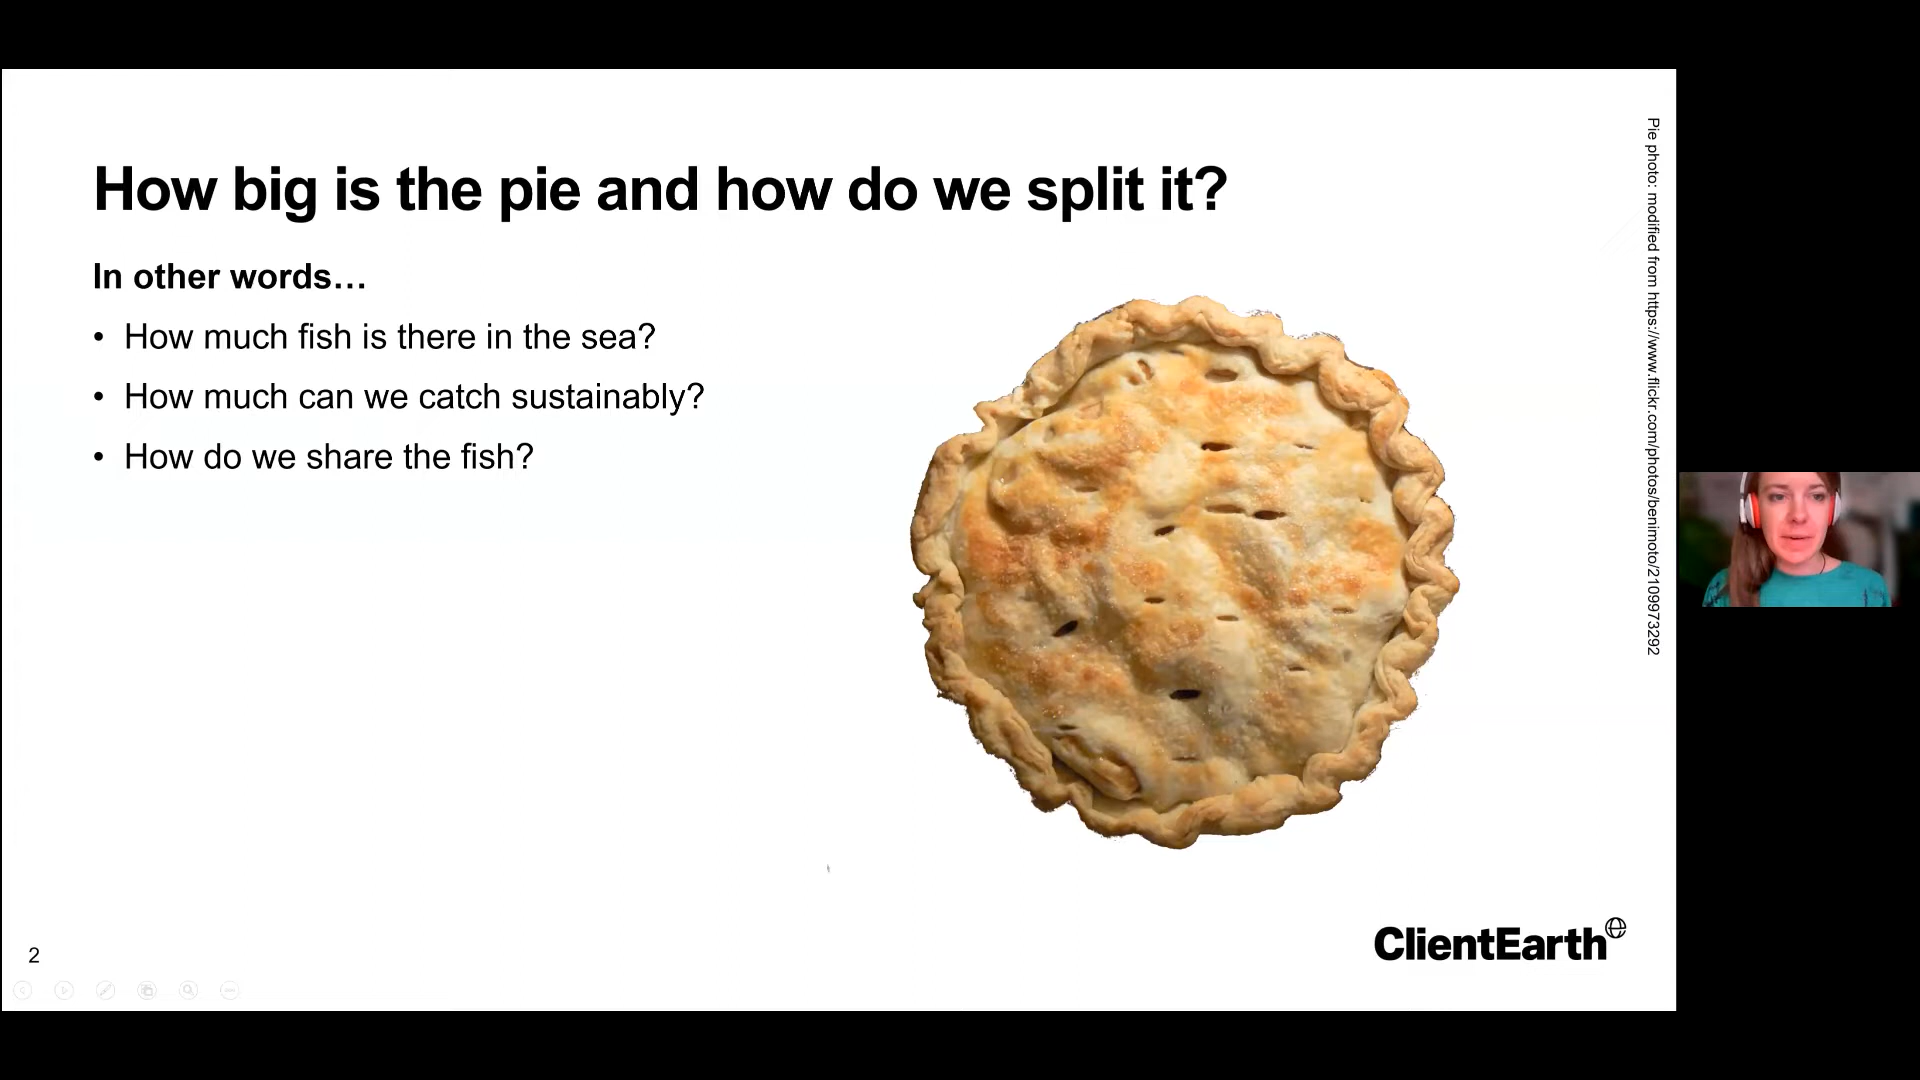 How big is the pie and how do we split it?
In other words…
• How much fish is there in the sea?
• How much can we catch sustainably?
• How do we share the fish?
Pie photo: modified from https://www.flickr.com/photos/benimoto/2109973292
ClientEarth
2